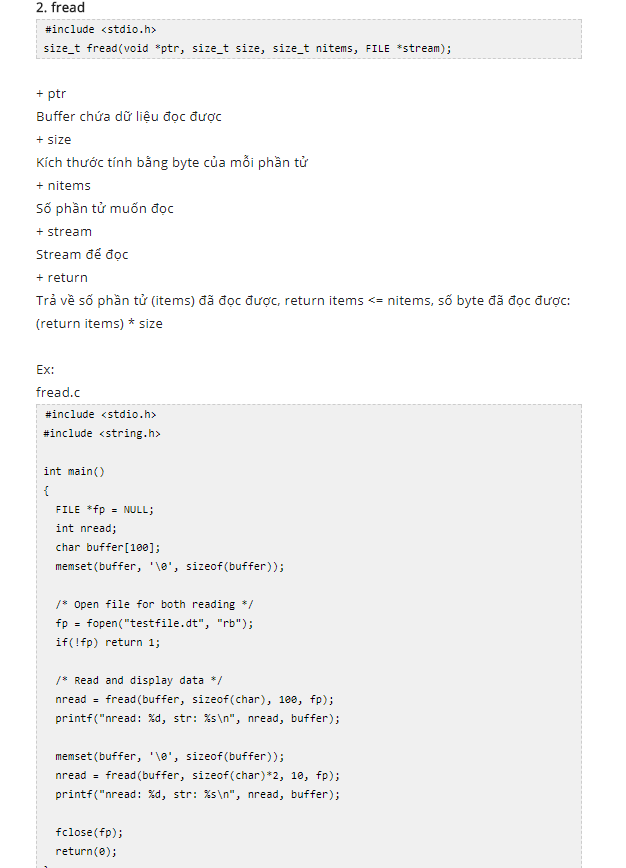 2. fread
#include <stdio.h>
size_t fread(void *ptr, size_t size, size_t nitems, FILE *stream);
+ ptr
Buffer chứa dữ liệu đọc được
+ size
Kích thước tính bằng byte của mỗi phần tử
+ nitems
Số phần tử muốn đọc
+ stream
Stream để đọc
+ return
Trả về số phần tử (items) đã đọc được, return items <= nitems, số byte đã đọc được:
(return items) * size
Ex:
fread.c
#include <stdio.h>
#include <string.h>
int main()
{
FILE *fp = NULL;
int nread;
char buffer[100];
memset(buffer, '\0', sizeof(buffer));
/* Open file for both reading */
fp = fopen("testfile.dt", "rb");
if(!fp) return 1;
/* Read and display data */
nread = fread(buffer, sizeof(char), 100, fp);
printf("nread: %d, str: %s\n", nread, buffer);
memset(buffer, '\0', sizeof(buffer));
nread = fread(buffer, sizeof(char)*2, 10, fp);
printf("nread: %d, str: %s\n", nread, buffer);
fclose(fp);
return(0);